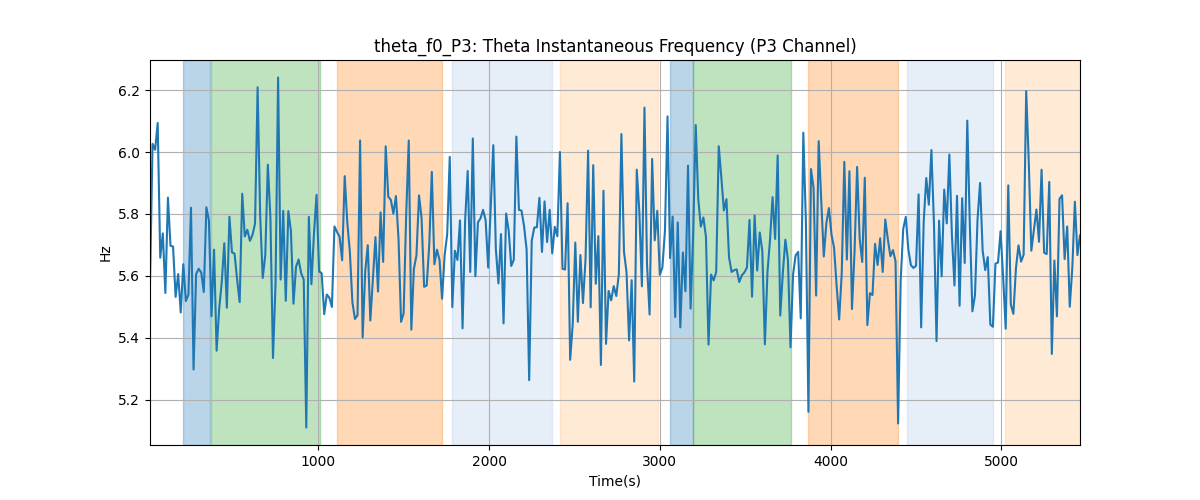 theta_f0_P3: Theta Instantaneous Frequency (P3 Channel)
6.2
6.0
5.8
5.6
5.4
5.2
Hz
1000 2000 3000 4000 5000
Time(s)